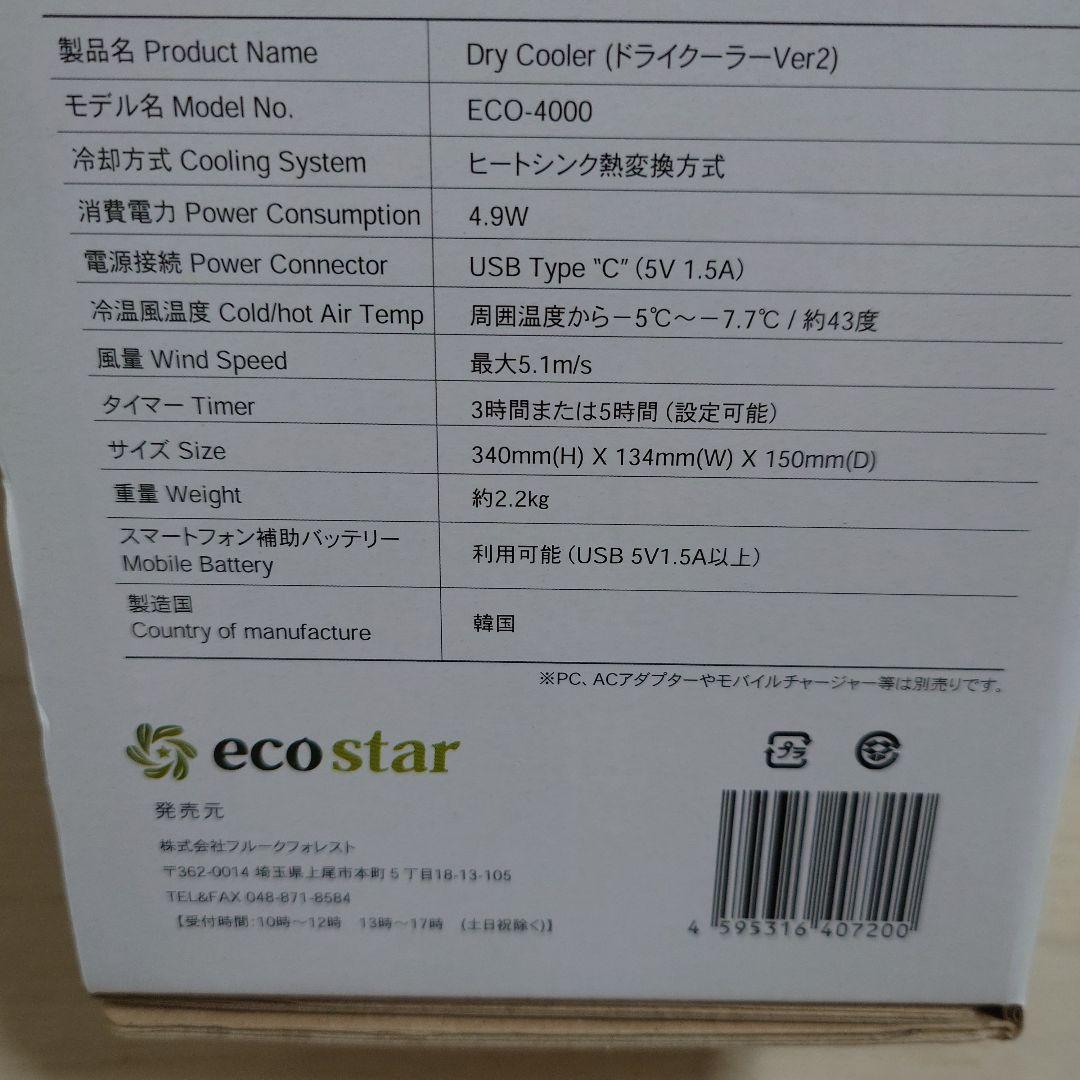 製品名 Product Name Dry Cooler (ドライクーラーVer2)
モデル名 Model No. ECO-4000
冷却方式 Cooling System ヒートシンク熱変換方式
消費電力 Power Consumption 4.9W
電源接続 Power Connector USB Type "C" (5V 1.5A)
冷温風温度 Cold/hot Air Temp 周囲温度から－5℃～－7.7℃ / 約43度
風量 Wind Speed 最大5.1m/s
タイマー Timer 3時間または5時間 (設定可能)
サイズ Size 340mm(H) X 134mm(W) X 150mm(D)
重量 Weight 約2.2kg
スマートフォン補助バッテリー
Mobile Battery 利用可能 (USB 5V1.5A以上)
製造国
Country of manufacture 韓国
※PC、ACアダプターやモバイルチャージャー等は別売りです。
ecostar
プラ
発売元
株式会社フルークフォレスト
〒362-0014 埼玉県上尾市本町5丁目18-13-105
TEL&FAX 048-871-8584
【受付時間:10時～12時 13時～17時 (土日祝除く)】
4 595316 407200